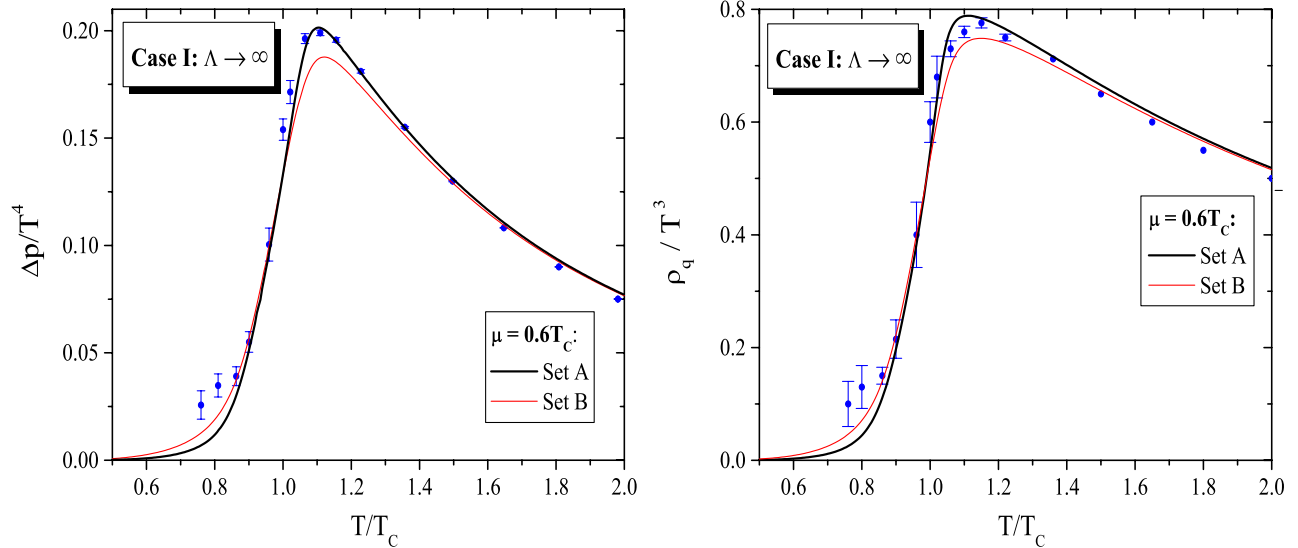 Case I: Λ → ∞
Δp/T⁴
0.20
0.15
0.10
0.05
0.00
μ = 0.6T_C:
Set A
Set B
0.6 0.8 1.0 1.2 1.4 1.6 1.8 2.0
T/T_C
Case I: Λ → ∞
ρ_q / T³
0.8
0.6
0.4
0.2
0.0
μ = 0.6T_C:
Set A
Set B
0.6 0.8 1.0 1.2 1.4 1.6 1.8 2.0
T/T_C